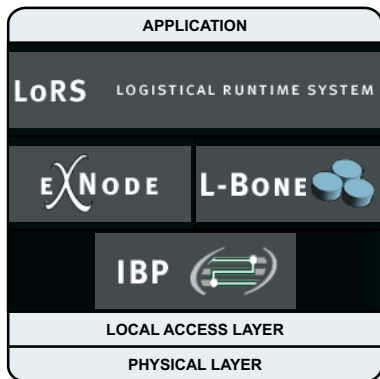 APPLICATION
LoRS LOGISTICAL RUNTIME SYSTEM
exNode L-Bone
IBP
LOCAL ACCESS LAYER
PHYSICAL LAYER